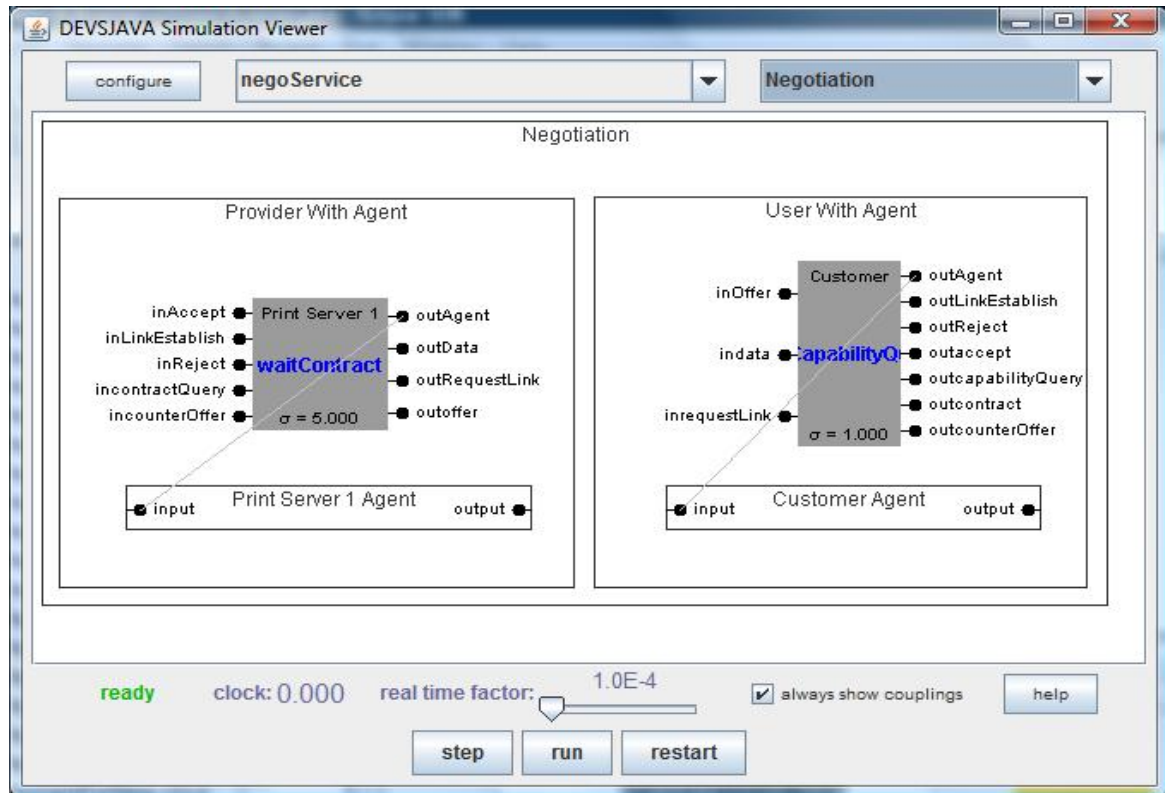 DEVSJAVA Simulation Viewer
configure negoService Negotiation
Negotiation
Provider With Agent
Print Server 1
waitContract
σ = 5.000
inAccept
inLinkEstablish
inReject
incontractQuery
incounterOffer
outAgent
outData
outRequestLink
outoffer
Print Server 1 Agent
input output
User With Agent
Customer
apabilityQ
σ = 1.000
inOffer
indata
inrequestLink
outAgent
outLinkEstablish
outReject
outaccept
outcapabilityQuery
outcontract
outcounterOffer
Customer Agent
input output
ready clock: 0.000 real time factor: 1.0E-4 always show couplings help
step run restart